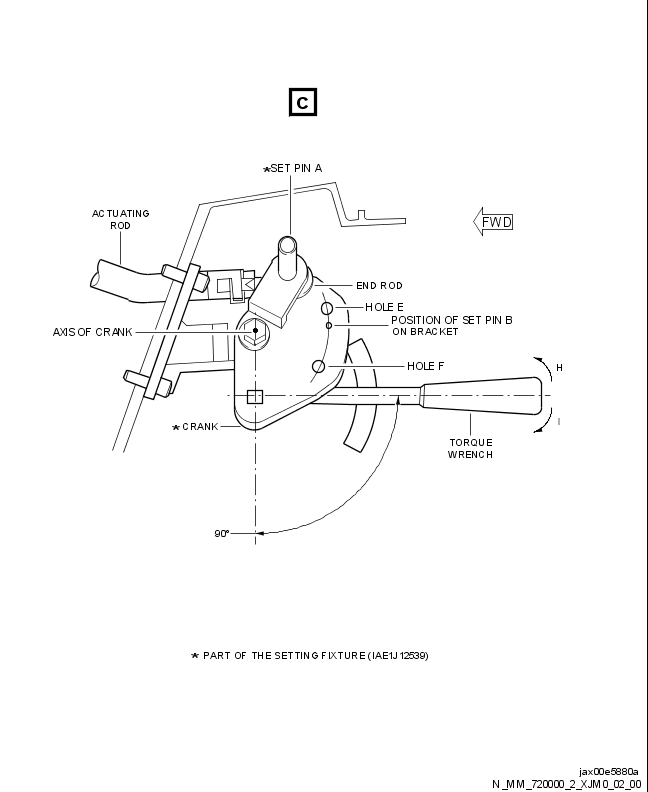 C
*SET PIN A
ACTUATING
ROD
FWD
END ROD
HOLE E
POSITION OF SET PIN B
ON BRACKET
AXIS OF CRANK
HOLE F
H
I
* CRANK
TORQUE
WRENCH
90°
* PART OF THE SETTING FIXTURE (IAE1J12539)
jax00e5880a
N_MM_720000_2_XJM0_02_00